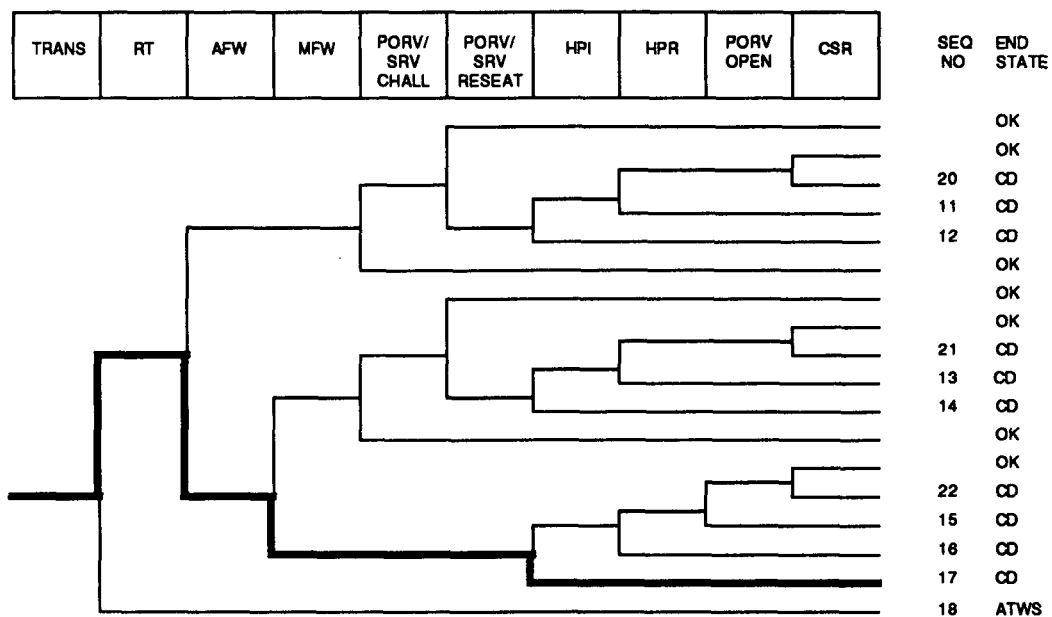 TRANS RT AFW MFW PORV/ SRV CHALL PORV/ SRV RESEAT HPI HPR PORV OPEN CSR SEQ NO END STATE
OK
OK
20 CD
11 CD
12 CD
OK
OK
OK
21 CD
13 CD
14 CD
OK
OK
22 CD
15 CD
16 CD
17 CD
18 ATWS